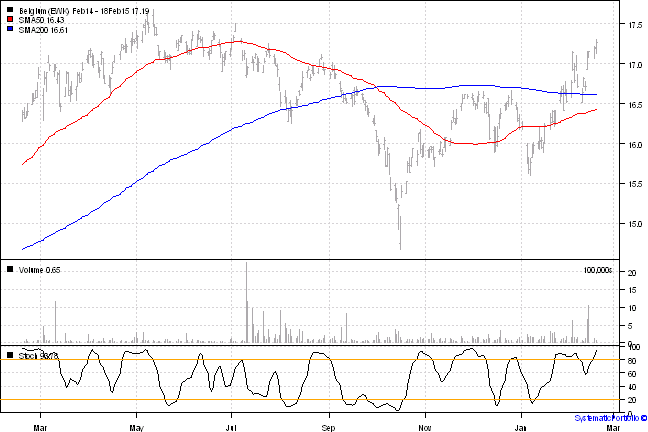 Belgium (EWK) Feb14 - 18Feb15 17.19
SMA50 16.43
SMA200 16.61
17.5
17.0
16.5
16.0
15.5
15.0
Volume 0.65
100,000s
20
15
10
5
0
100
80
60
40
20
0
Mar
May
Jul
Sep
Nov
Jan
Mar
SystematicPortfolio ©